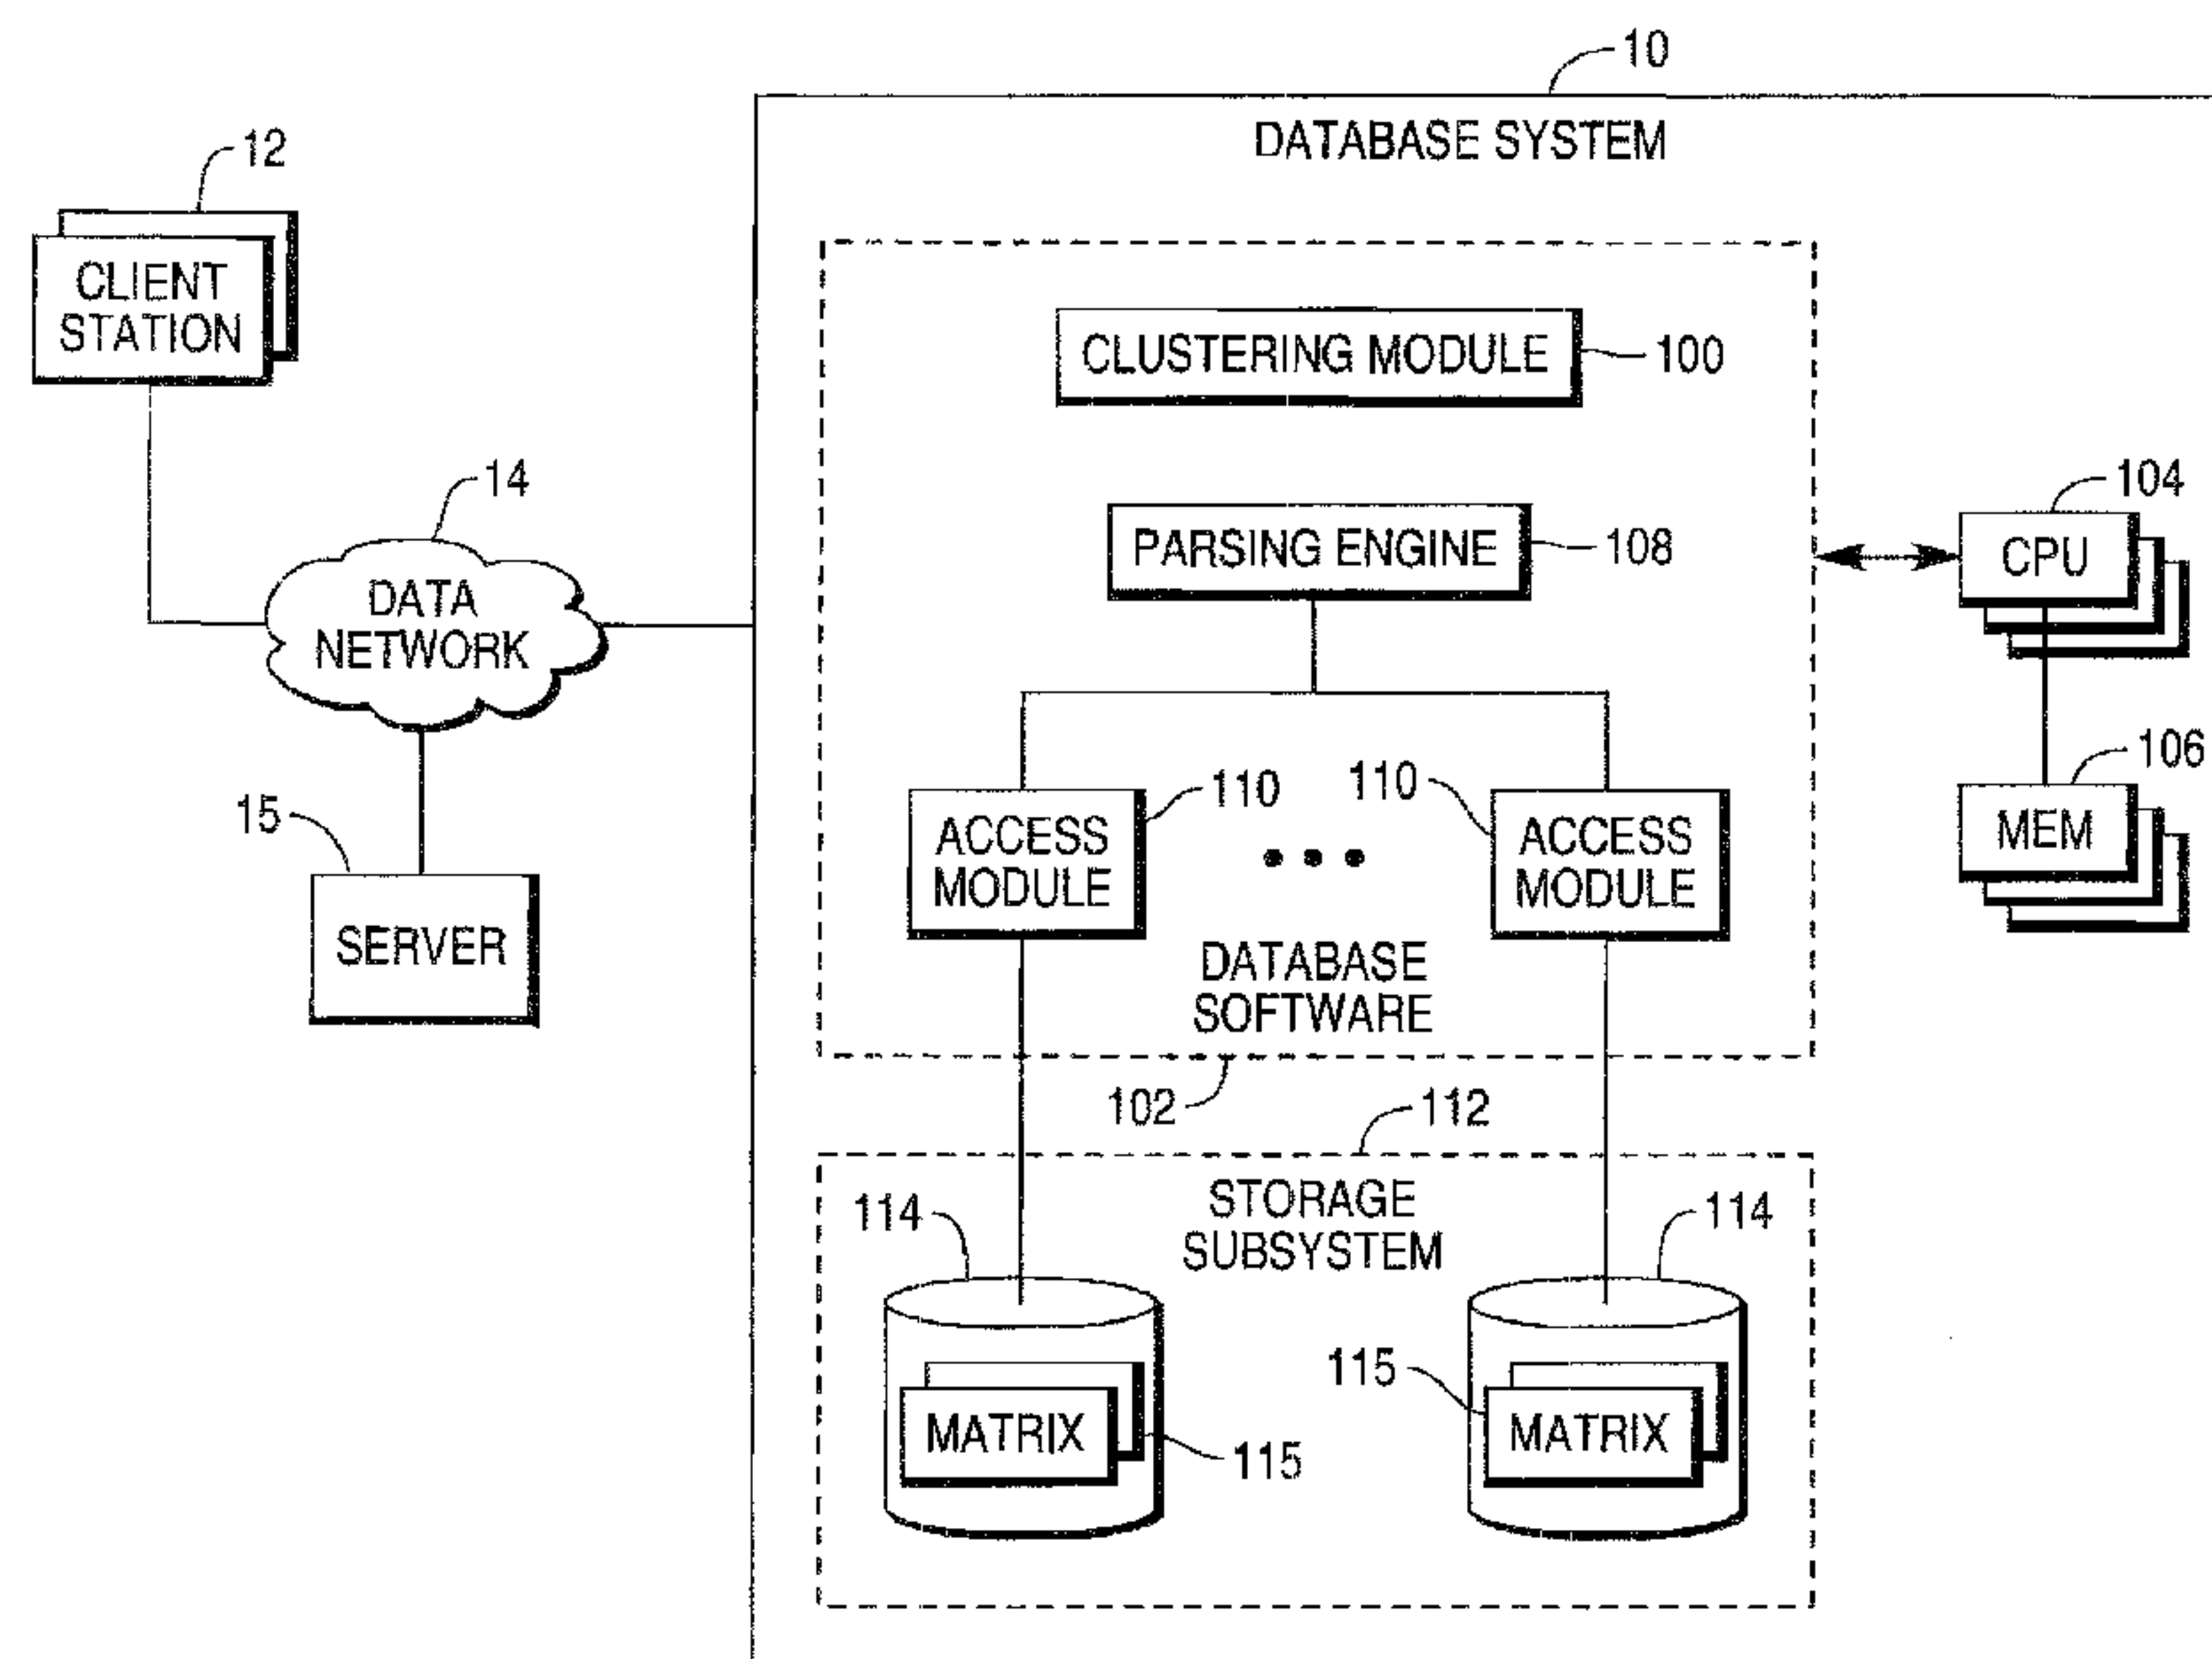 10
DATABASE SYSTEM
12
CLIENT
STATION
CLUSTERING MODULE
100
14
DATA
NETWORK
PARSING ENGINE
108
104
CPU
106
MEM
15
SERVER
110
ACCESS
MODULE
110
ACCESS
MODULE
DATABASE
SOFTWARE
102
112
STORAGE
SUBSYSTEM
114
MATRIX
115
114
115
MATRIX